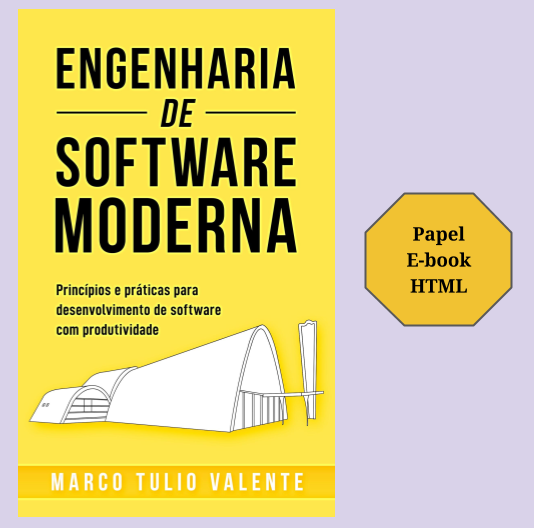 ENGENHARIA
DE
SOFTWARE
MODERNA
Princípios e práticas para
desenvolvimento de software
com produtividade
MARCO TULIO VALENTE
Papel
E-book
HTML